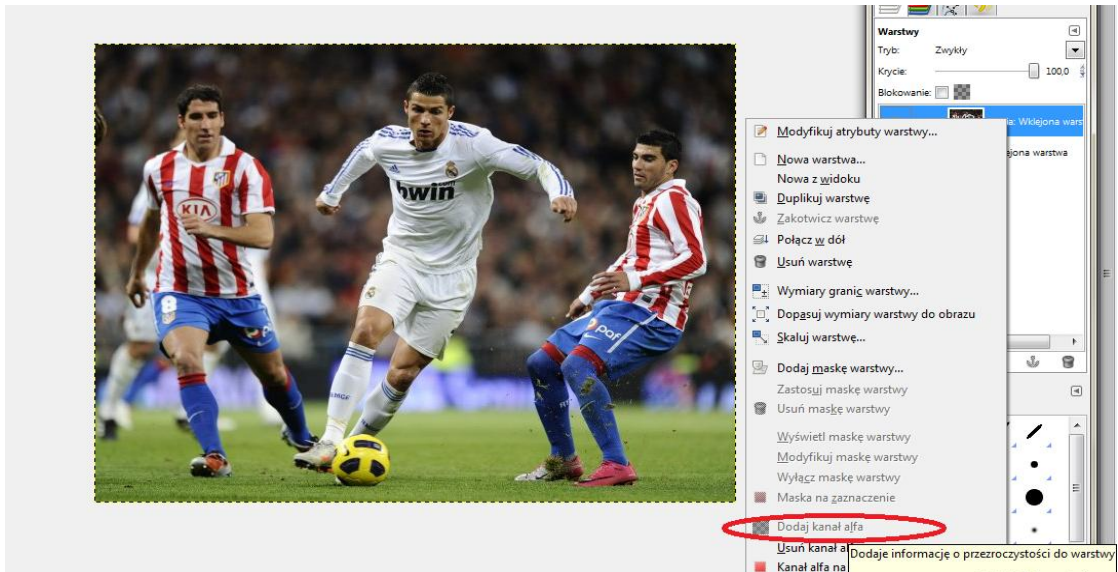 Warstwy
Tryb: Zwykły
Krycie: 100,0
Blokowanie:
Wklejona wars
jona warstwa
Modyfikuj atrybuty warstwy...
Nowa warstwa...
Nowa z widoku
Duplikuj warstwę
Zakotwicz warstwę
Połącz w dół
Usuń warstwę
Wymiary granic warstwy...
Dopasuj wymiary warstwy do obrazu
Skaluj warstwę...
Dodaj maskę warstwy...
Zastosuj maskę warstwy
Usuń maskę warstwy
Wyświetl maskę warstwy
Modyfikuj maskę warstwy
Wyłącz maskę warstwy
Maska na zaznaczenie
Dodaj kanał alfa
Usuń kanał al
Dodaje informację o przezroczystości do warstwy
Kanał alfa na
bwin
KIA
8